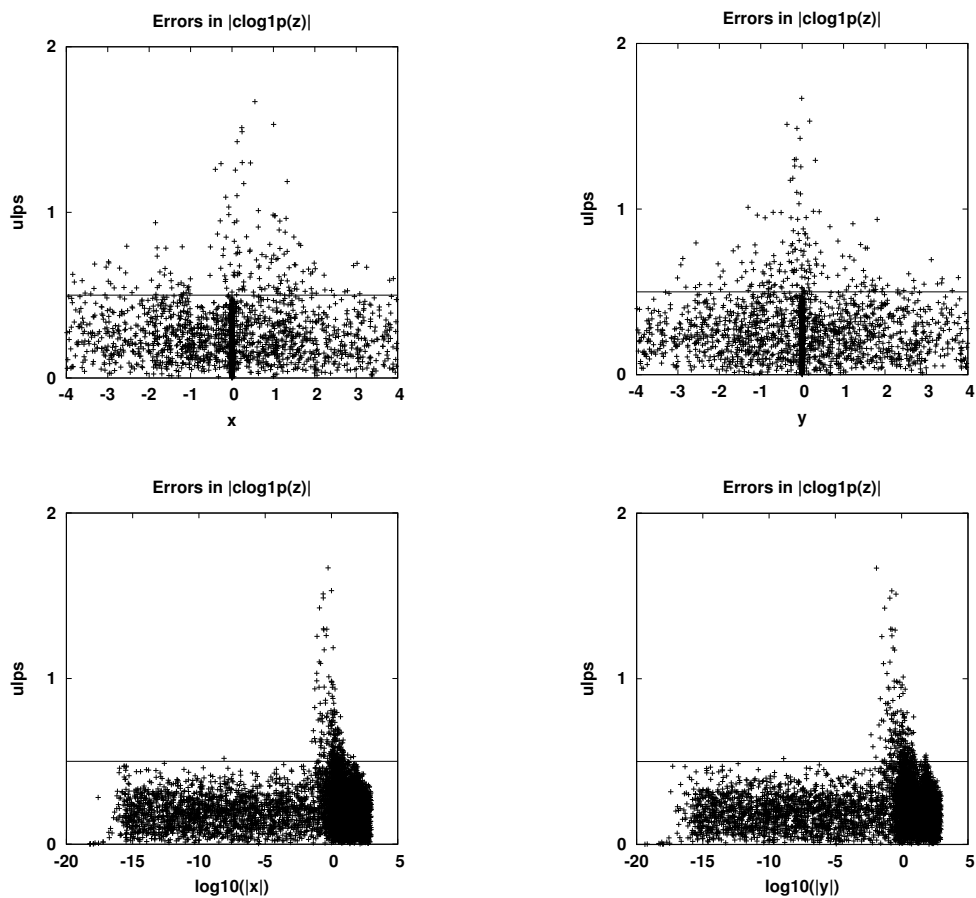 Errors in |clog1p(z)|
2
1
0
ulps
-4 -3 -2 -1 0 1 2 3 4
x
Errors in |clog1p(z)|
2
1
0
ulps
-4 -3 -2 -1 0 1 2 3 4
y
Errors in |clog1p(z)|
2
1
0
ulps
-20 -15 -10 -5 0 5
log10(|x|)
Errors in |clog1p(z)|
2
1
0
ulps
-20 -15 -10 -5 0 5
log10(|y|)